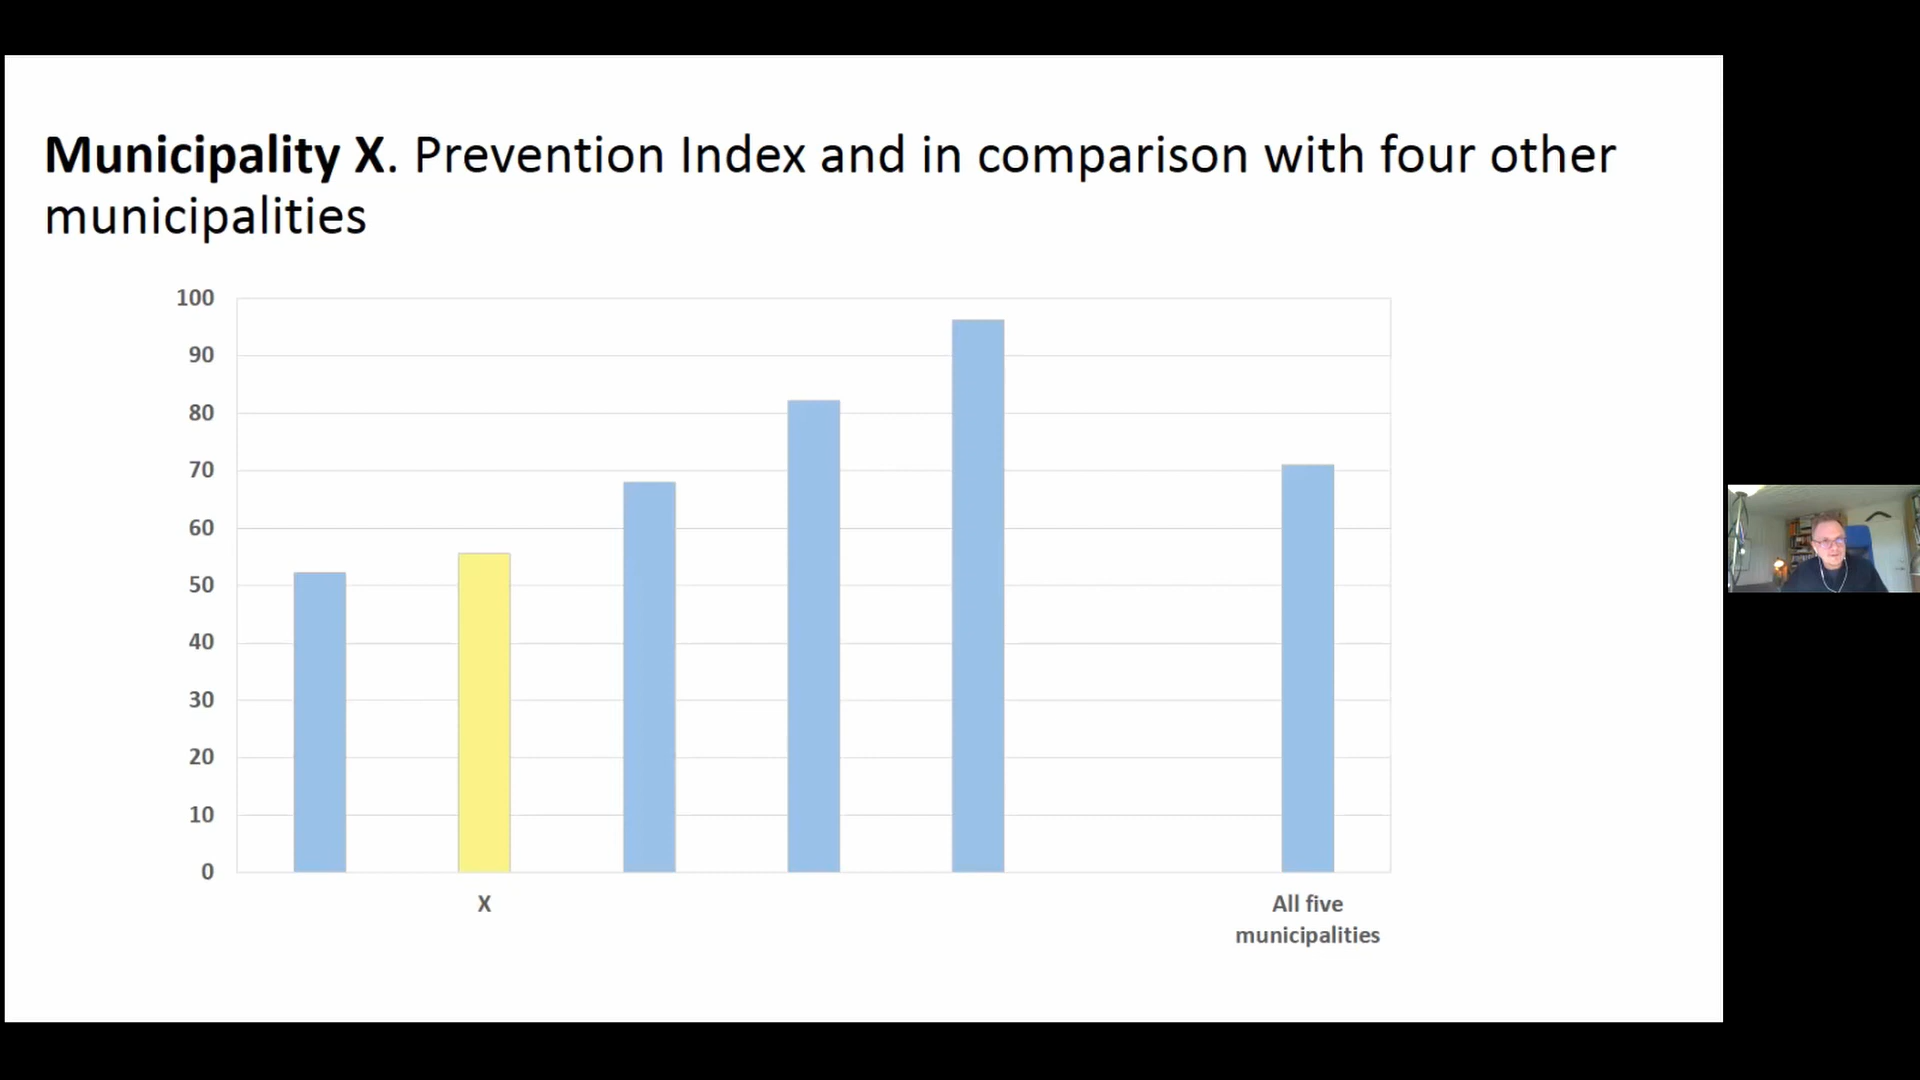 Municipality X. Prevention Index and in comparison with four other
municipalities
100
90
80
70
60
50
40
30
20
10
0
X
All five
municipalities